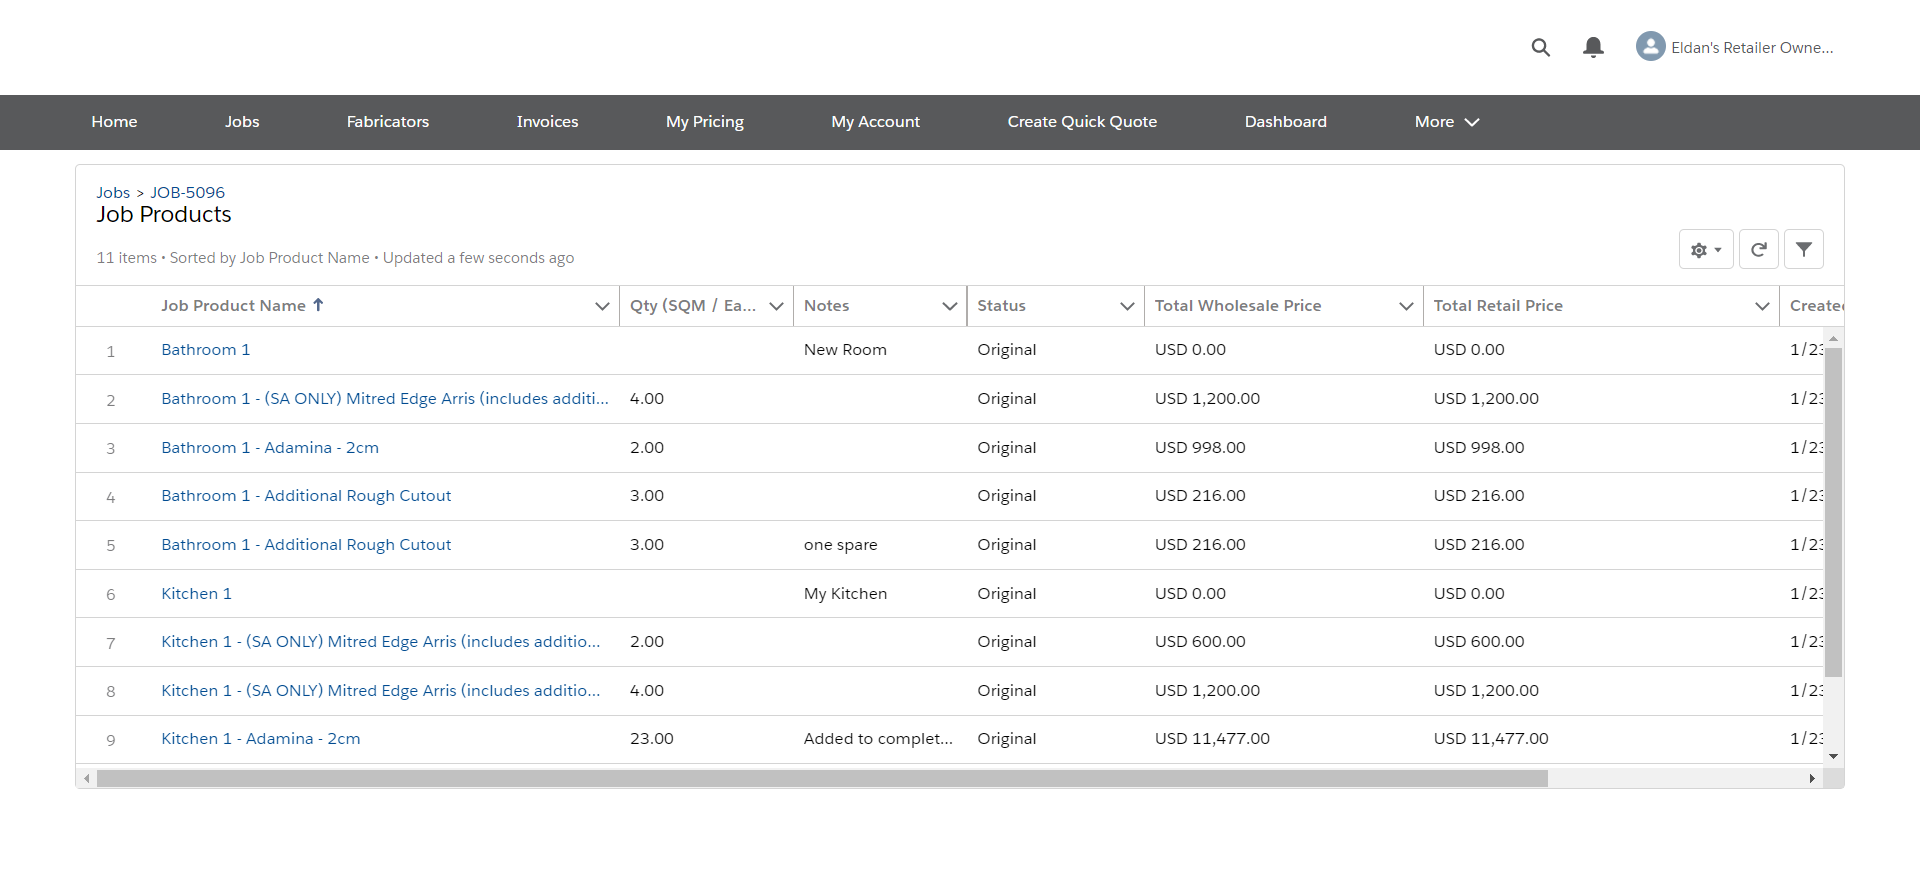 Eldan's Retailer Owne...
Home Jobs Fabricators Invoices My Pricing My Account Create Quick Quote Dashboard More
Jobs > JOB-5096
Job Products
11 items • Sorted by Job Product Name • Updated a few seconds ago
Job Product Name Qty (SQM / Ea... Notes Status Total Wholesale Price Total Retail Price Created
1 Bathroom 1 New Room Original USD 0.00 USD 0.00 1/23
2 Bathroom 1 - (SA ONLY) Mitred Edge Arris (includes additi... 4.00 Original USD 1,200.00 USD 1,200.00 1/23
3 Bathroom 1 - Adamina - 2cm 2.00 Original USD 998.00 USD 998.00 1/23
4 Bathroom 1 - Additional Rough Cutout 3.00 Original USD 216.00 USD 216.00 1/23
5 Bathroom 1 - Additional Rough Cutout 3.00 one spare Original USD 216.00 USD 216.00 1/23
6 Kitchen 1 My Kitchen Original USD 0.00 USD 0.00 1/23
7 Kitchen 1 - (SA ONLY) Mitred Edge Arris (includes additio... 2.00 Original USD 600.00 USD 600.00 1/23
8 Kitchen 1 - (SA ONLY) Mitred Edge Arris (includes additio... 4.00 Original USD 1,200.00 USD 1,200.00 1/23
9 Kitchen 1 - Adamina - 2cm 23.00 Added to complet... Original USD 11,477.00 USD 11,477.00 1/23